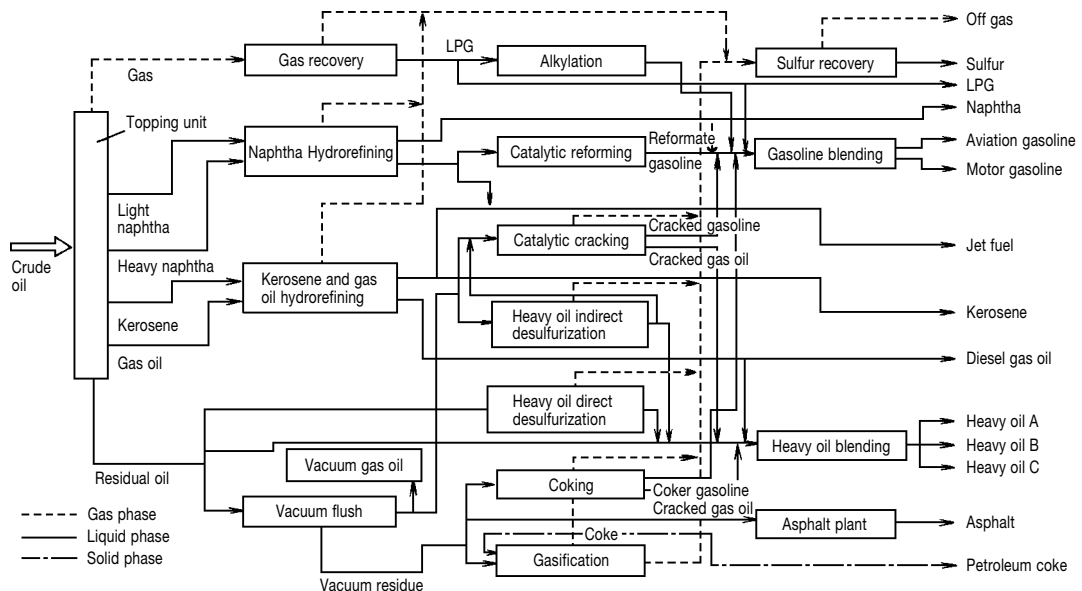 Off gas
LPG
Gas recovery
Alkylation
Sulfur recovery
Sulfur
Gas
LPG
Naphtha
Topping unit
Naphtha Hydrorefining
Catalytic reforming
Reformate
gasoline
Gasoline blending
Aviation gasoline
Motor gasoline
Light
naphtha
Cracked gasoline
Catalytic cracking
Cracked gas oil
Jet fuel
Crude
oil
Heavy naphtha
Kerosene and gas
oil hydrorefining
Kerosene
Heavy oil indirect
desulfurization
Kerosene
Gas oil
Diesel gas oil
Heavy oil direct
desulfurization
Heavy oil A
Heavy oil blending
Heavy oil B
Heavy oil C
Residual oil
Vacuum gas oil
Coking
Coker gasoline
Cracked gas oil
Vacuum flush
Asphalt plant
Asphalt
Gas phase
Liquid phase
Solid phase
Coke
Gasification
Petroleum coke
Vacuum residue